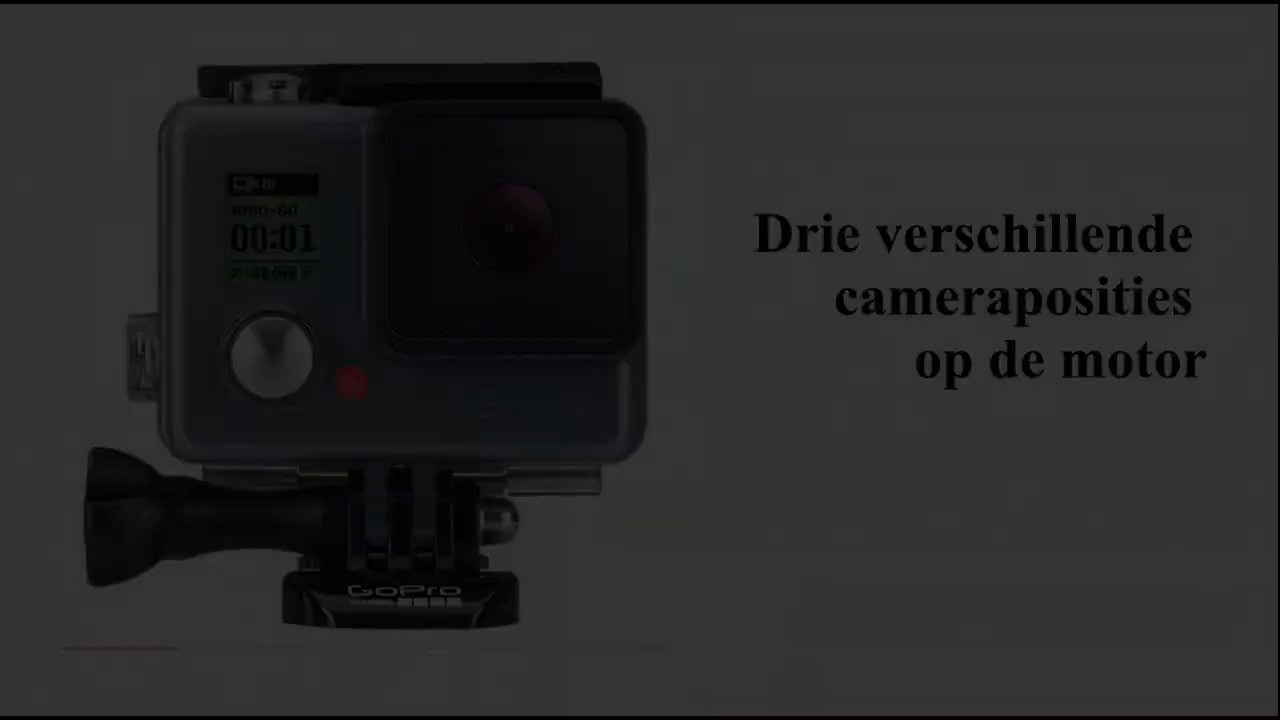 00:01
GoPro
Drie verschillende
cameraposities
op de motor